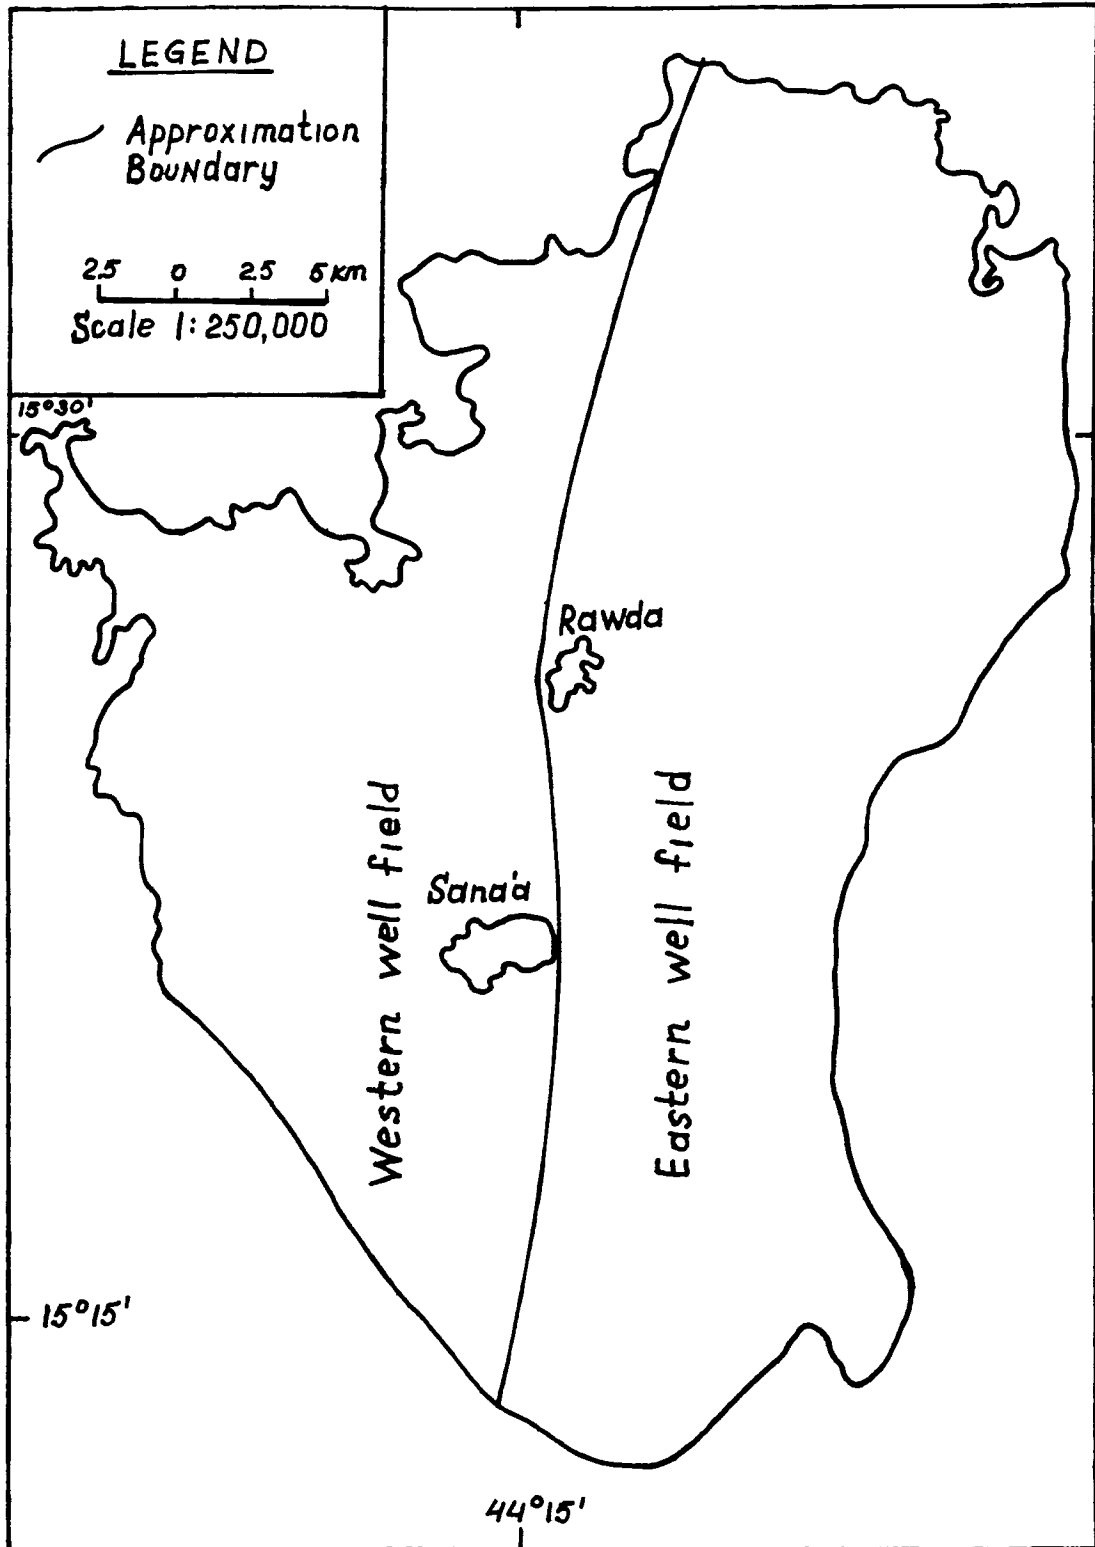 LEGEND
Approximation
Boundary
2.5 0 2.5 5 km
Scale 1:250,000
15°30'
Rawda
Sana'a
Western well field
Eastern well field
15°15'
44°15'